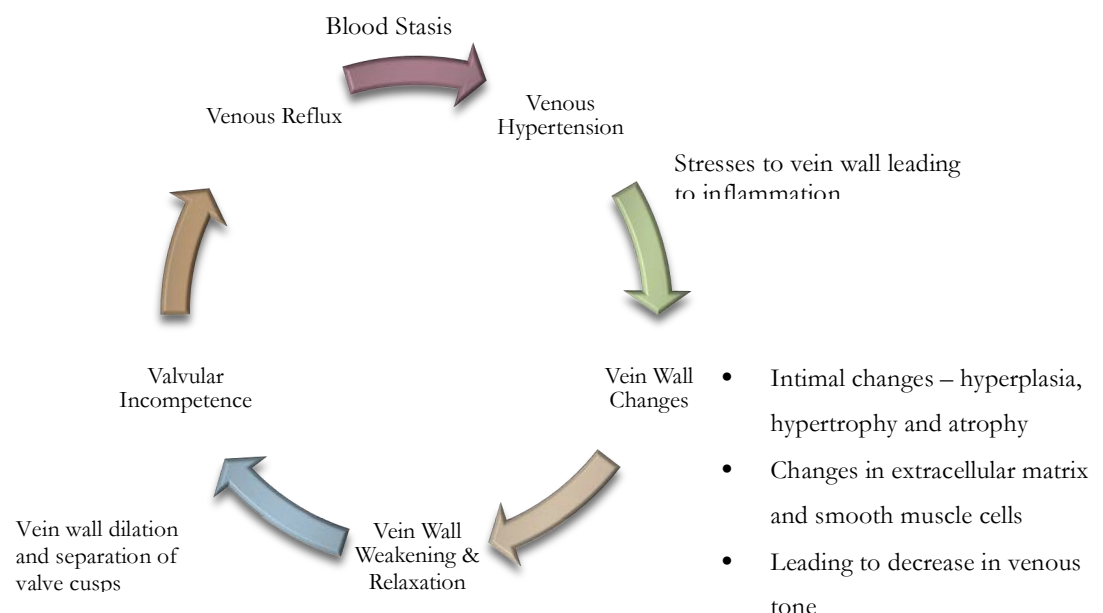 Blood Stasis
Venous Reflux
Venous
Hypertension
Stresses to vein wall leading
to inflammation
Vein Wall
Changes
• Intimal changes – hyperplasia,
hypertrophy and atrophy
• Changes in extracellular matrix
and smooth muscle cells
• Leading to decrease in venous
tone
Vein Wall
Weakening &
Relaxation
Vein wall dilation
and separation of
valve cusps
Valvular
Incompetence